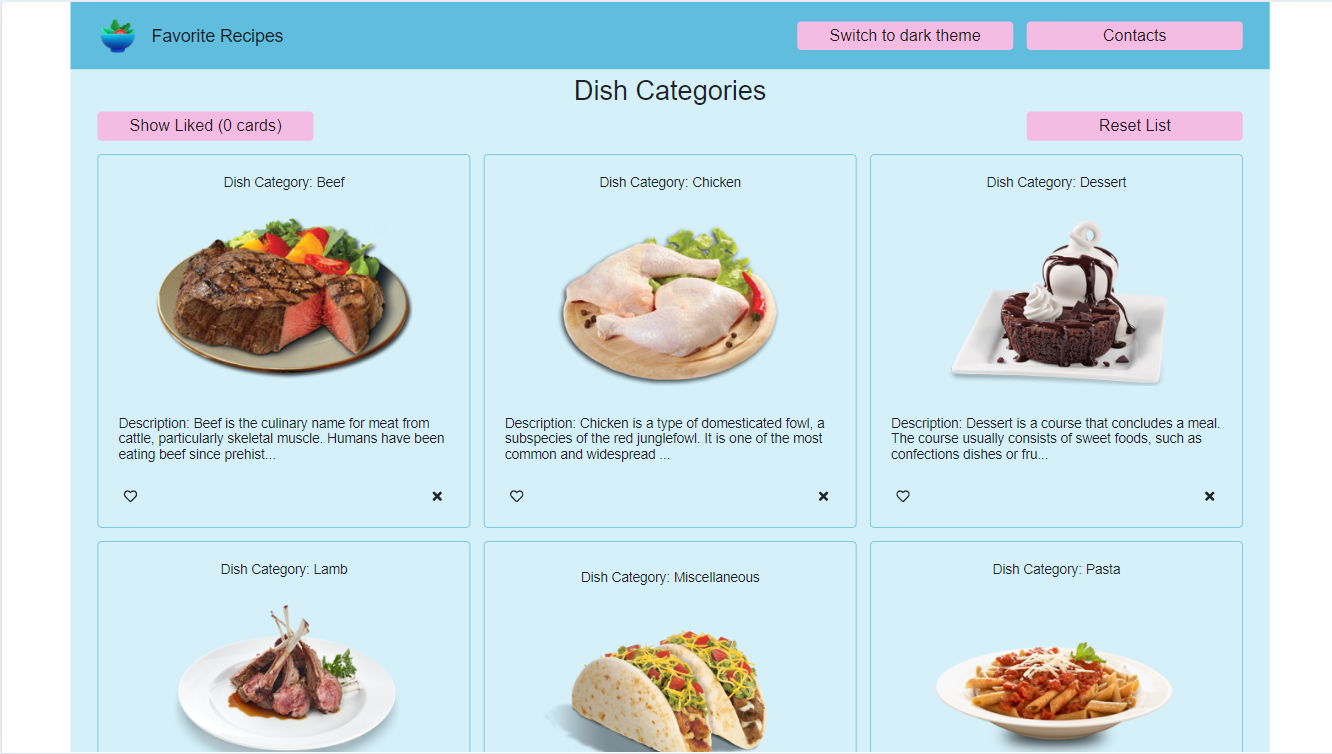 Favorite Recipes
Switch to dark theme
Contacts
Dish Categories
Show Liked (0 cards)
Reset List
Dish Category: Beef
Description: Beef is the culinary name for meat from
cattle, particularly skeletal muscle. Humans have been
eating beef since prehist...
Dish Category: Chicken
Description: Chicken is a type of domesticated fowl, a
subspecies of the red junglefowl. It is one of the most
common and widespread ...
Dish Category: Dessert
Description: Dessert is a course that concludes a meal.
The course usually consists of sweet foods, such as
confections dishes or fru...
Dish Category: Lamb
Dish Category: Miscellaneous
Dish Category: Pasta